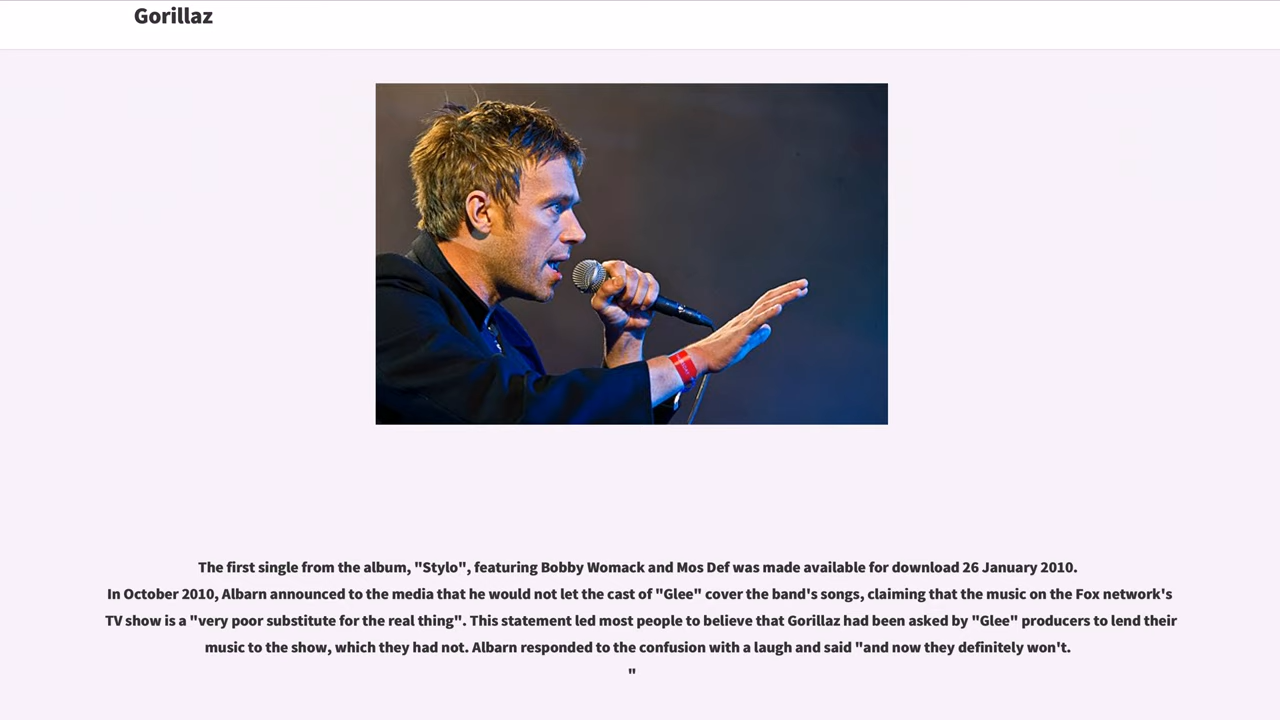 Gorillaz
The first single from the album, "Stylo", featuring Bobby Womack and Mos Def was made available for download 26 January 2010.
In October 2010, Albarn announced to the media that he would not let the cast of "Glee" cover the band's songs, claiming that the music on the Fox network's
TV show is a "very poor substitute for the real thing". This statement led most people to believe that Gorillaz had been asked by "Glee" producers to lend their
music to the show, which they had not. Albarn responded to the confusion with a laugh and said "and now they definitely won't.
"